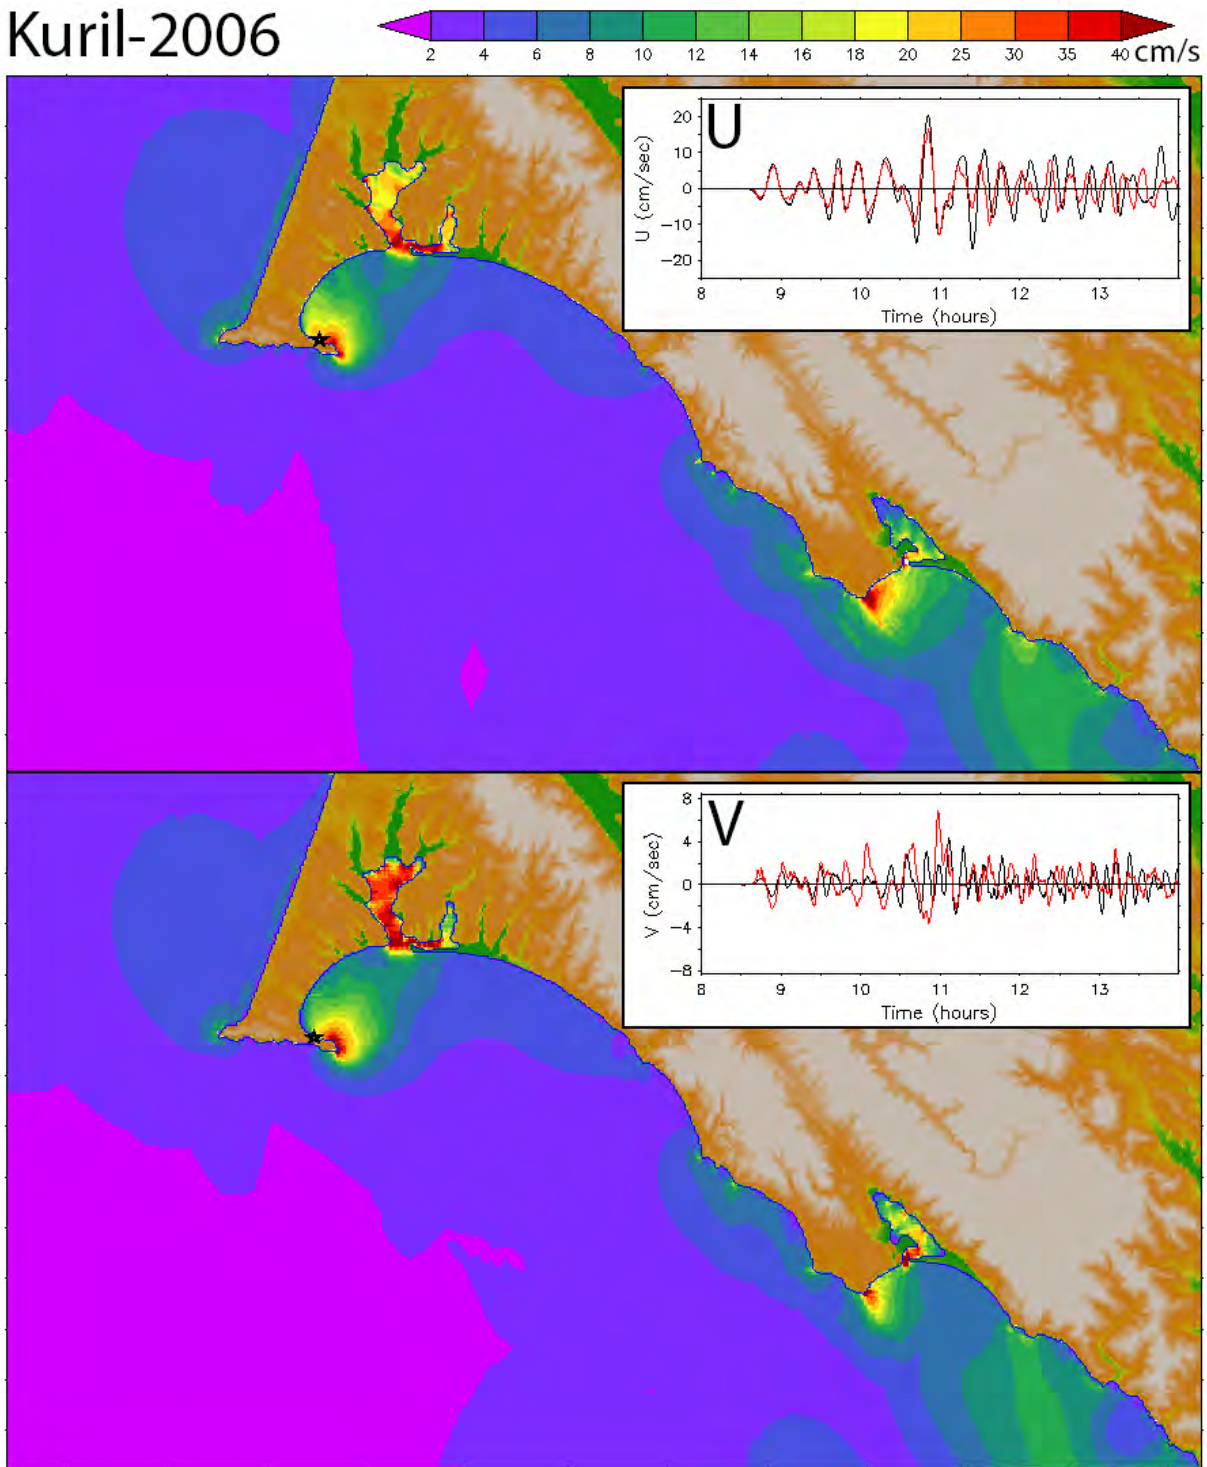 Kuril-2006
2 4 6 8 10 12 14 16 18 20 25 30 35 40 cm/s
U
U (cm/sec)
20
10
0
−10
−20
8 9 10 11 12 13
Time (hours)
V
V (cm/sec)
8
4
0
−4
−8
8 9 10 11 12 13
Time (hours)